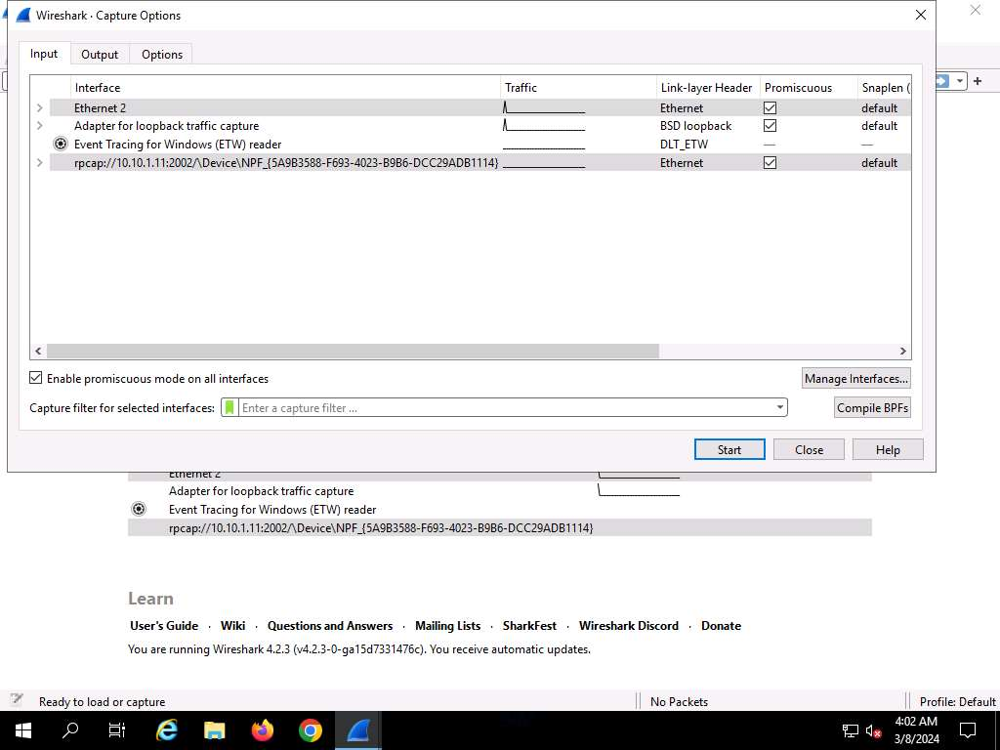 Wireshark · Capture Options
Input Output Options
Interface Traffic Link-layer Header Promiscuous Snaplen (
Ethernet 2 Ethernet default
Adapter for loopback traffic capture BSD loopback default
Event Tracing for Windows (ETW) reader DLT_ETW — —
rpcap://10.10.1.11:2002/\Device\NPF_{5A9B3588-F693-4023-B9B6-DCC29ADB1114} Ethernet default
Enable promiscuous mode on all interfaces Manage Interfaces...
Capture filter for selected interfaces: Enter a capture filter ... Compile BPFs
Start Close Help
Ethernet 2
Adapter for loopback traffic capture
Event Tracing for Windows (ETW) reader
rpcap://10.10.1.11:2002/\Device\NPF_{5A9B3588-F693-4023-B9B6-DCC29ADB1114}
Learn
User's Guide · Wiki · Questions and Answers · Mailing Lists · SharkFest · Wireshark Discord · Donate
You are running Wireshark 4.2.3 (v4.2.3-0-ga15d7331476c). You receive automatic updates.
Ready to load or capture No Packets Profile: Default
4:02 AM
3/8/2024